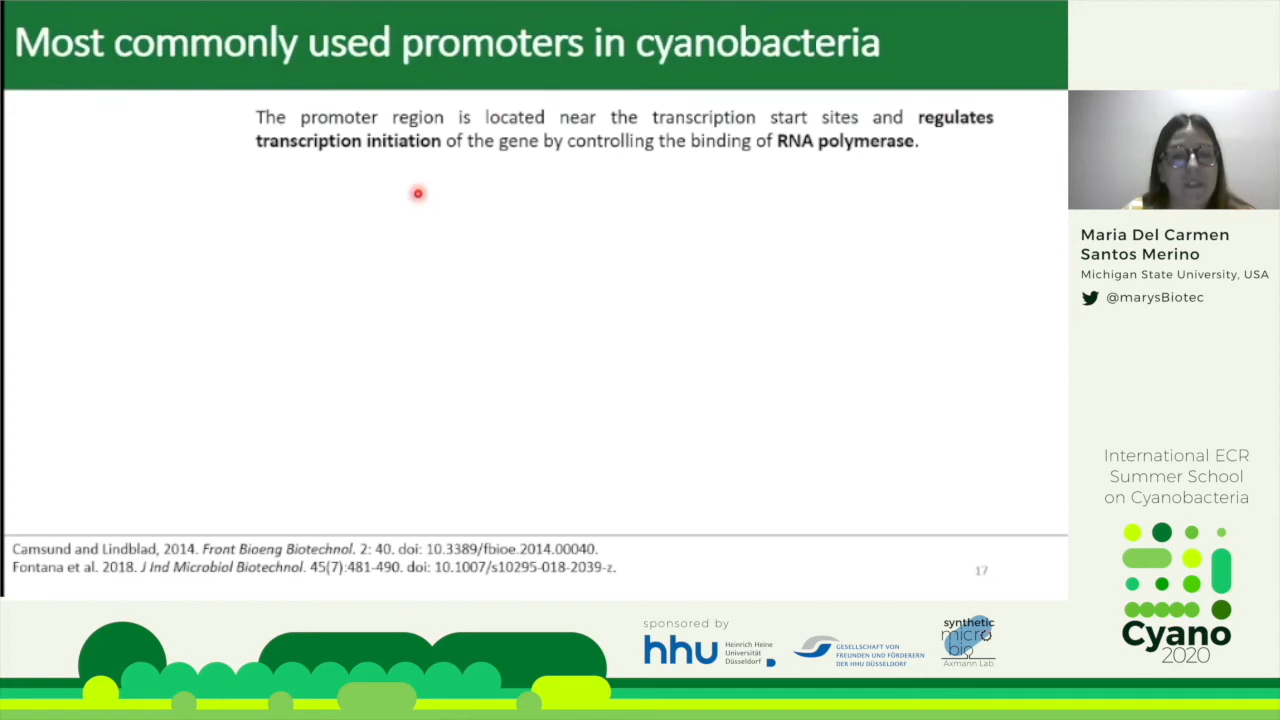 Most commonly used promoters in cyanobacteria
The promoter region is located near the transcription start sites and regulates
transcription initiation of the gene by controlling the binding of RNA polymerase.
Camsund and Lindblad, 2014. Front Bioeng Biotechnol. 2: 40. doi: 10.3389/fbioe.2014.00040.
Fontana et al. 2018. J Ind Microbiol Biotechnol. 45(7):481-490. doi: 10.1007/s10295-018-2039-z.
17
Maria Del Carmen
Santos Merino
Michigan State University, USA
@marysBiotec
International ECR
Summer School
on Cyanobacteria
Cyano
2020
sponsored by
hhu
Heinrich Heine
Universität
Düsseldorf
GESELLSCHAFT VON
FREUNDEN UND FÖRDERERN
DER HHU DÜSSELDORF
synthetic
micro
bio
Axmann Lab